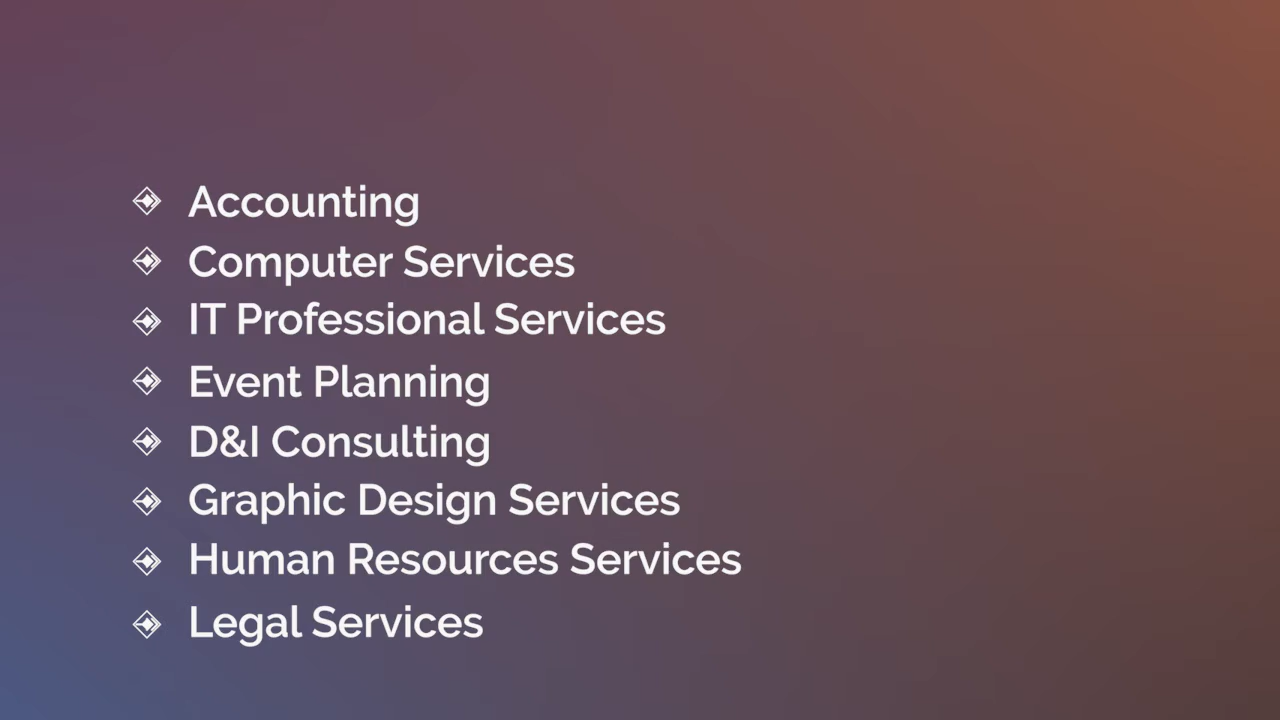 Accounting
Computer Services
IT Professional Services
Event Planning
D&I Consulting
Graphic Design Services
Human Resources Services
Legal Services